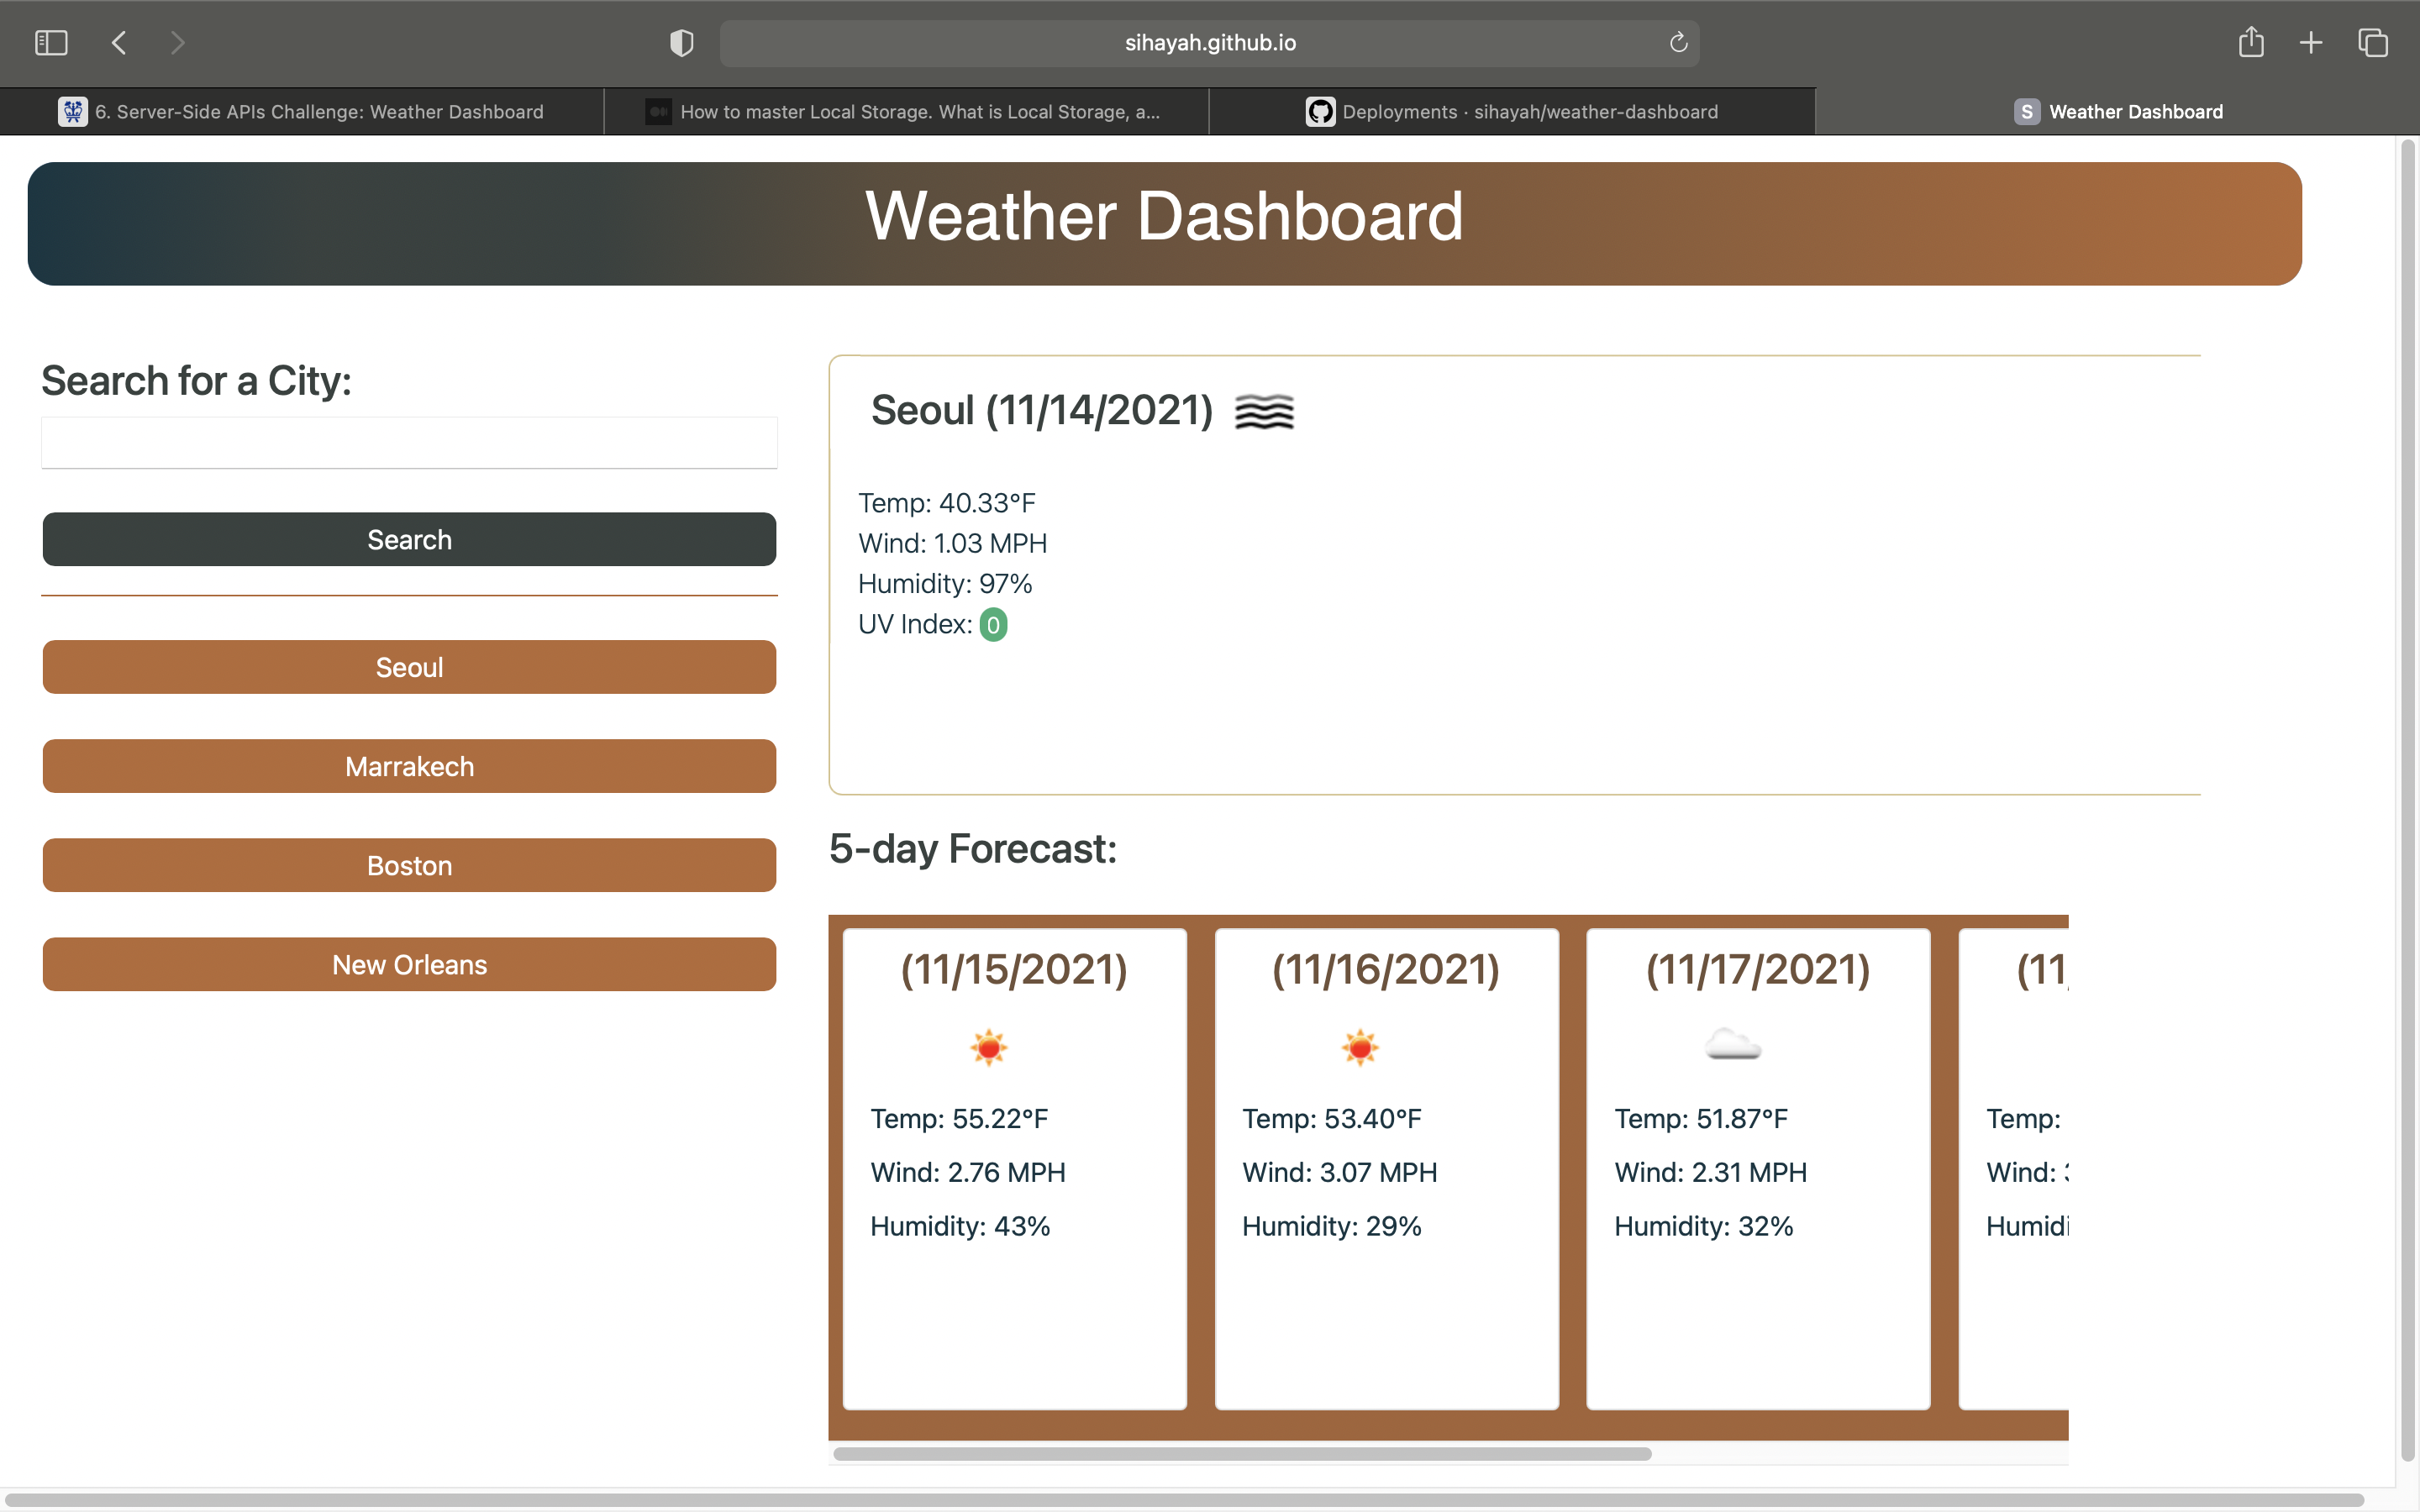 sihayah.github.io
6. Server-Side APIs Challenge: Weather Dashboard
How to master Local Storage. What is Local Storage, a...
Deployments · sihayah/weather-dashboard
S Weather Dashboard
Weather Dashboard
Search for a City:
Search
Seoul
Marrakech
Boston
New Orleans
Seoul (11/14/2021)
Temp: 40.33°F
Wind: 1.03 MPH
Humidity: 97%
UV Index: 0
5-day Forecast:
(11/15/2021)
Temp: 55.22°F
Wind: 2.76 MPH
Humidity: 43%
(11/16/2021)
Temp: 53.40°F
Wind: 3.07 MPH
Humidity: 29%
(11/17/2021)
Temp: 51.87°F
Wind: 2.31 MPH
Humidity: 32%
(11/
Temp:
Wind:
Humidi